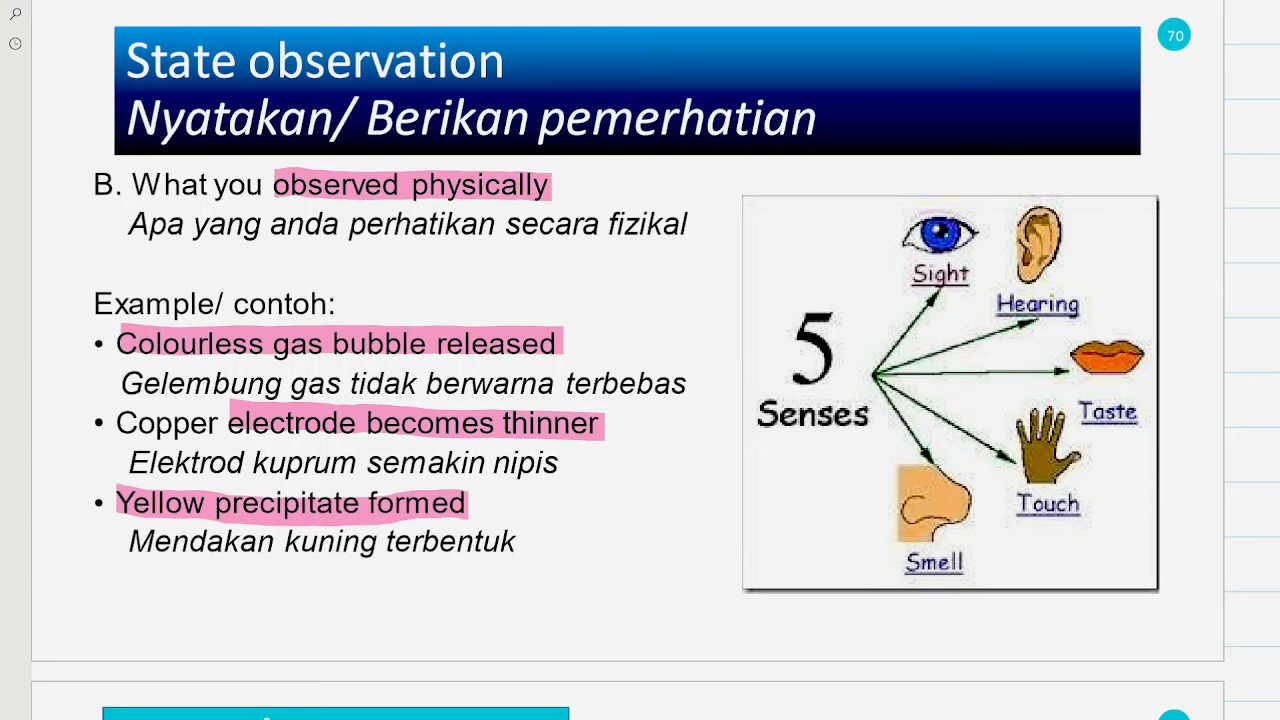 70
State observation
Nyatakan/ Berikan pemerhatian
B. What you observed physically
Apa yang anda perhatikan secara fizikal
Example/ contoh:
• Colourless gas bubble released
Gelembung gas tidak berwarna terbebas
• Copper electrode becomes thinner
Elektrod kuprum semakin nipis
• Yellow precipitate formed
Mendakan kuning terbentuk
5
Senses
Sight
Hearing
Taste
Touch
Smell